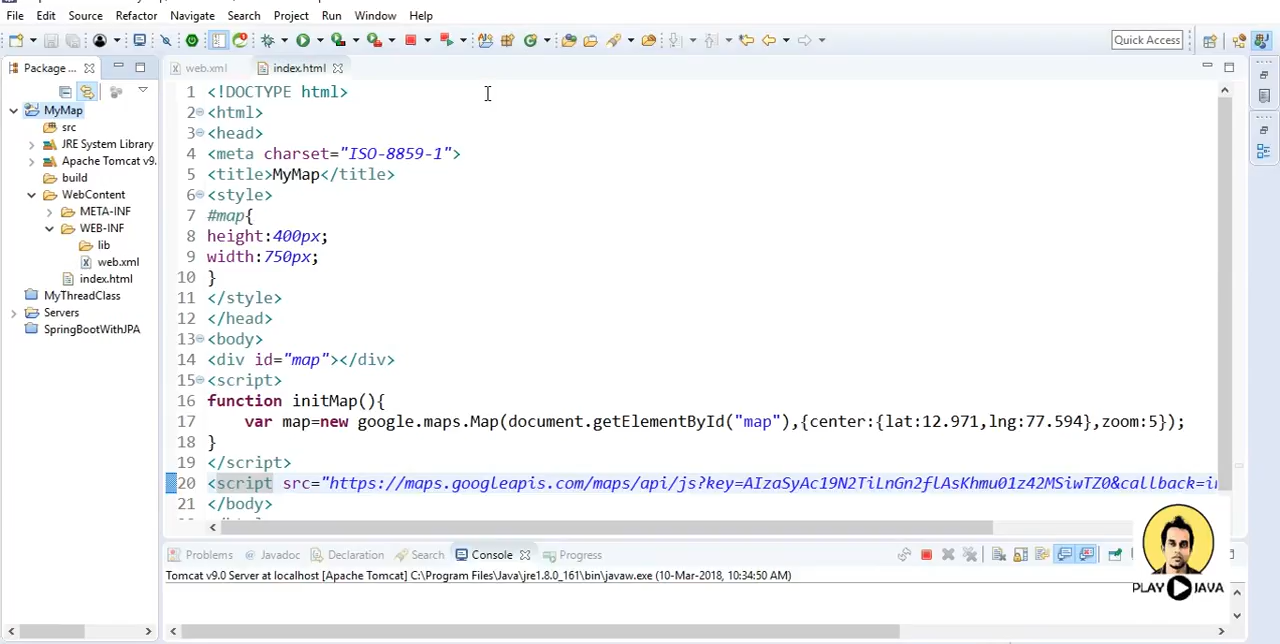 File Edit Source Refactor Navigate Search Project Run Window Help
Quick Access
Package...
web.xml index.html
MyMap
src
JRE System Library
Apache Tomcat v9.
build
WebContent
META-INF
WEB-INF
lib
web.xml
index.html
MyThreadClass
Servers
SpringBootWithJPA
1 <!DOCTYPE html>
2 <html>
3 <head>
4 <meta charset="ISO-8859-1">
5 <title>MyMap</title>
6 <style>
7 #map{
8 height:400px;
9 width:750px;
10 }
11 </style>
12 </head>
13 <body>
14 <div id="map"></div>
15 <script>
16 function initMap(){
17 var map=new google.maps.Map(document.getElementById("map"),{center:{lat:12.971,lng:77.594},zoom:5});
18 }
19 </script>
20 <script src="https://maps.googleapis.com/maps/api/js?key=AIzaSyAc19N2TiLnGn2flAsKhmu01z42MSiwTZ0&callback=i
21 </body>
Problems Javadoc Declaration Search Console Progress
Tomcat v9.0 Server at localhost [Apache Tomcat] C:\Program Files\Java\jre1.8.0_161\bin\javaw.exe (10-Mar-2018, 10:34:50 AM)
PLAY JAVA